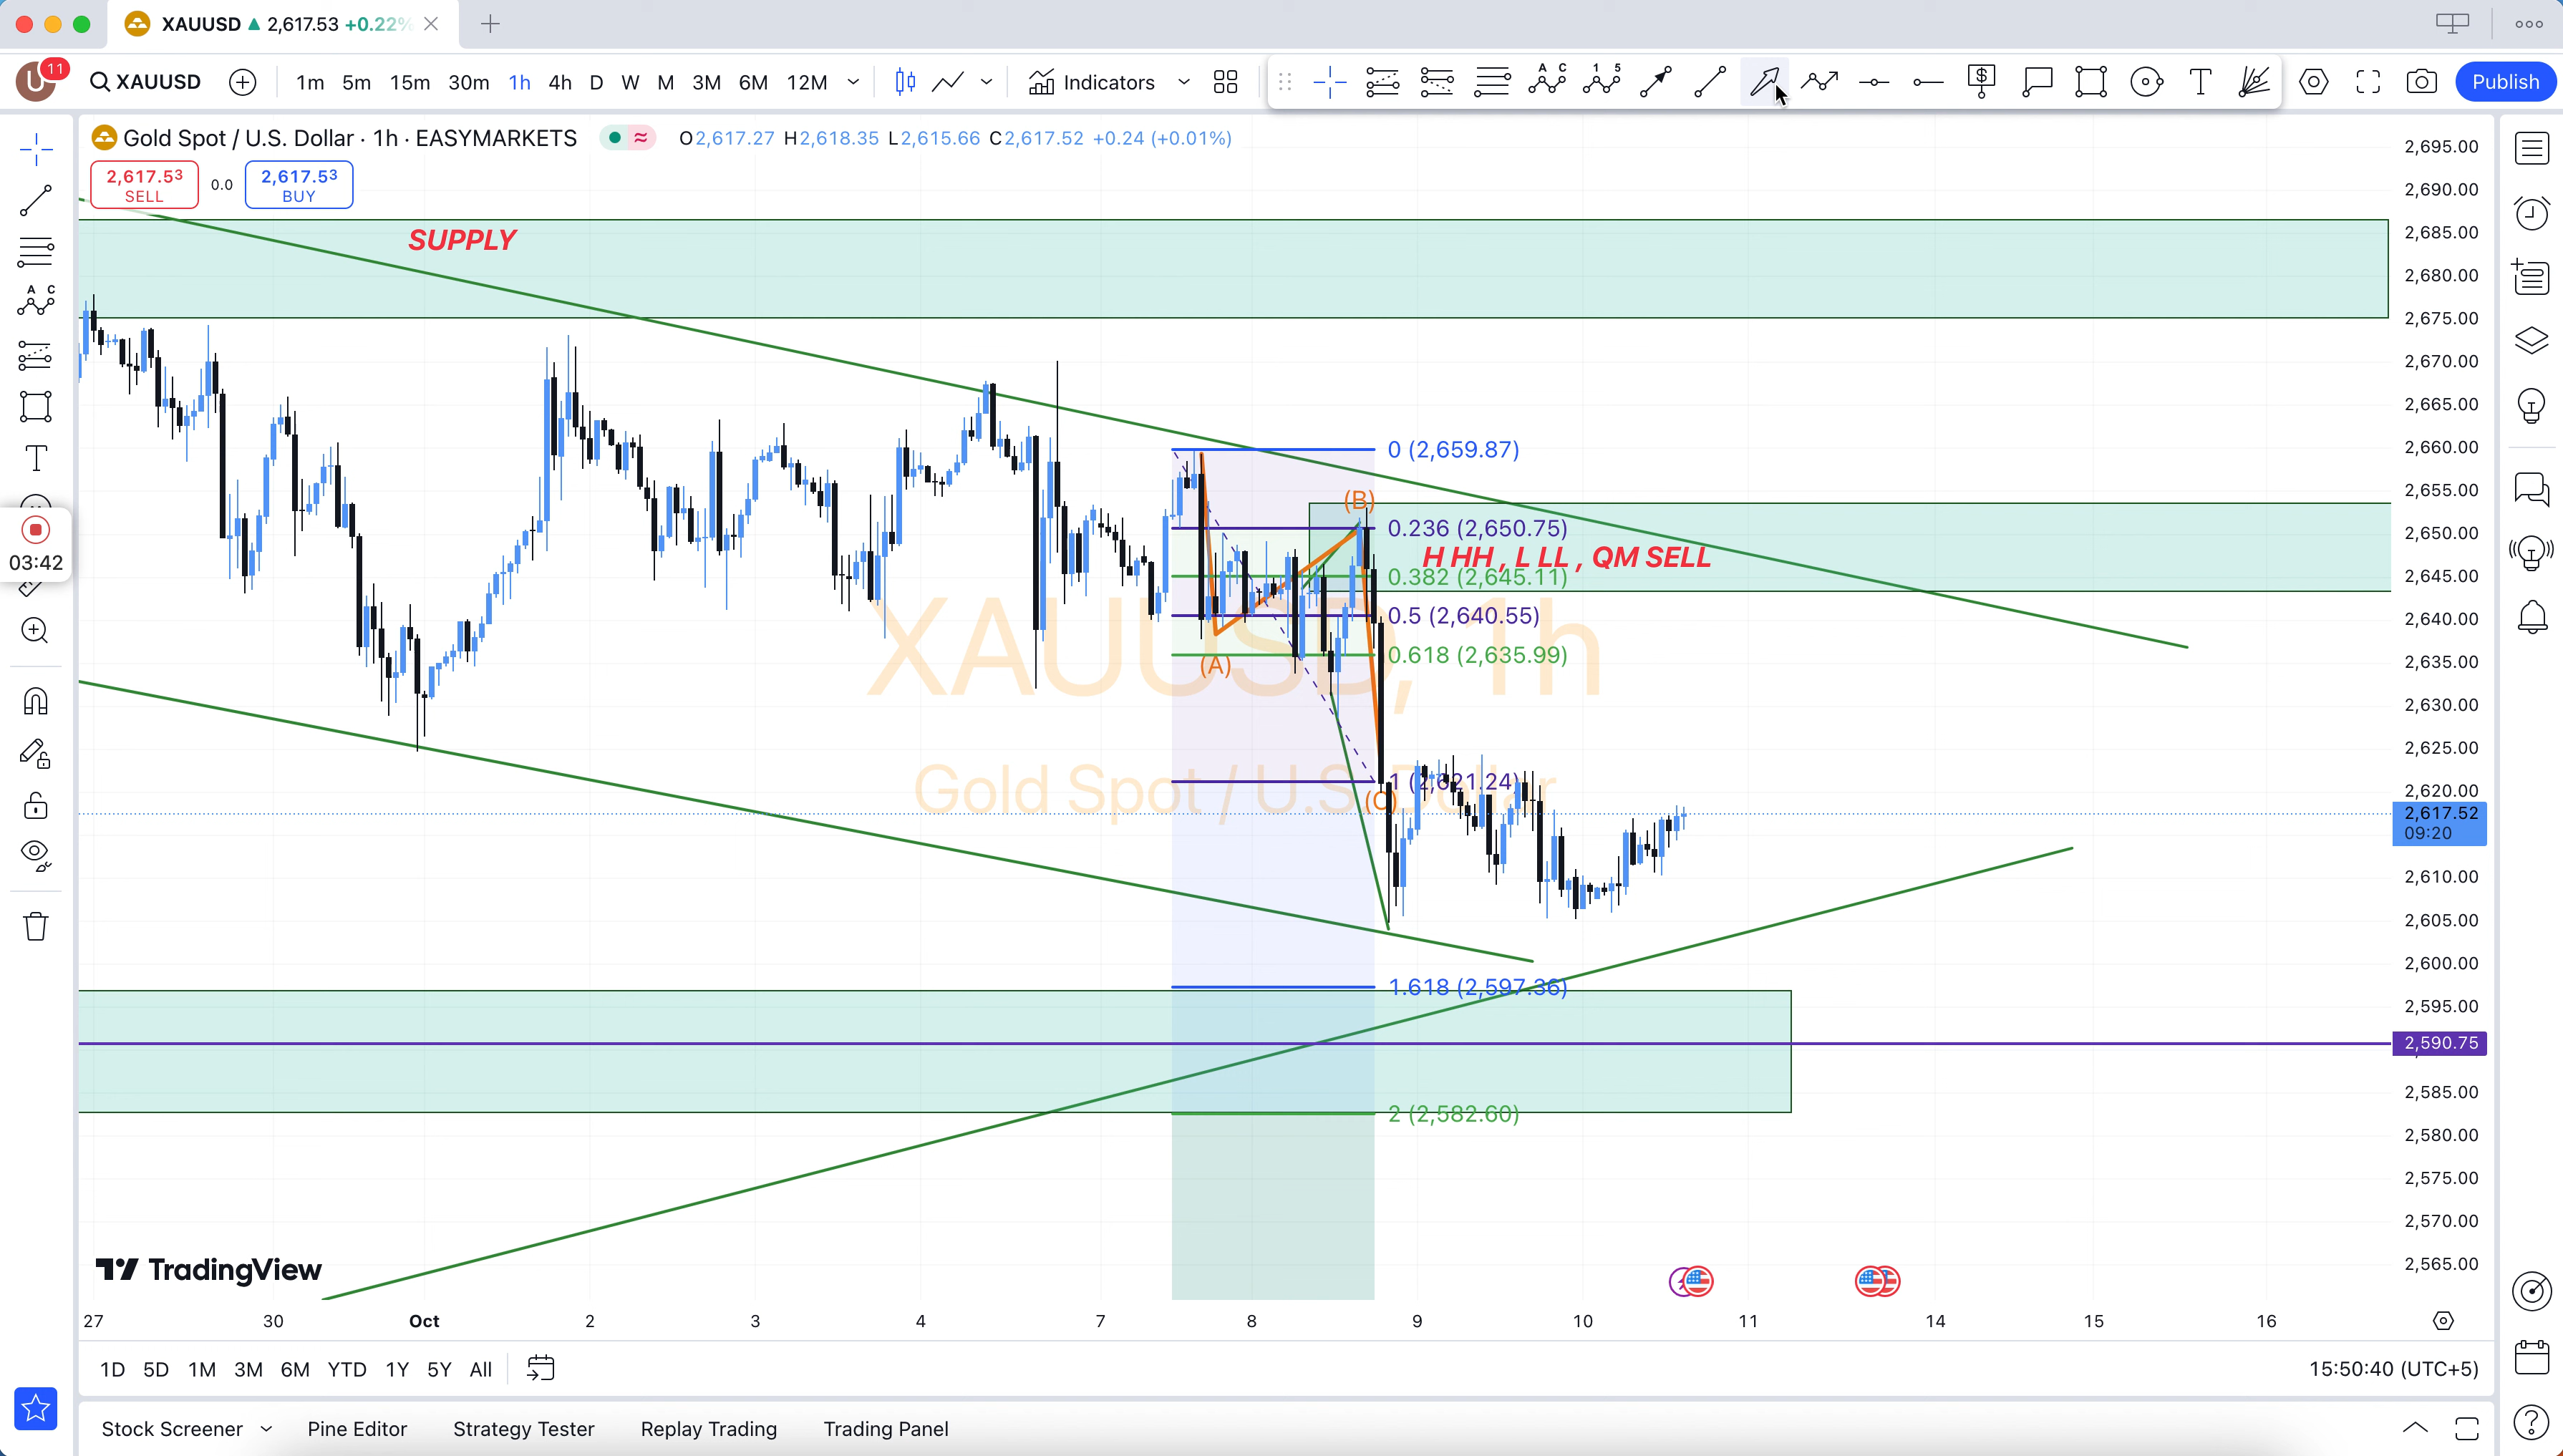 XAUUSD ▲ 2,617.53 +0.22%
U 11 XAUUSD 1m 5m 15m 30m 1h 4h D W M 3M 6M 12M Indicators Publish
Gold Spot / U.S. Dollar · 1h · EASYMARKETS O2,617.27 H2,618.35 L2,615.66 C2,617.52 +0.24 (+0.01%)
2,617.53 SELL 0.0 2,617.53 BUY
SUPPLY
0 (2,659.87)
(B)
0.236 (2,650.75)
H HH , L LL , QM SELL
0.382 (2,645.11)
0.5 (2,640.55)
0.618 (2,635.99)
(A)
XAUUSD, 1h
Gold Spot / U.S. Dollar
1 (2,621.24)
(C)
1.618 (2,597.36)
2 (2,582.60)
03:42
2,695.00
2,690.00
2,685.00
2,680.00
2,675.00
2,670.00
2,665.00
2,660.00
2,655.00
2,650.00
2,645.00
2,640.00
2,635.00
2,630.00
2,625.00
2,620.00
2,617.52
09:20
2,610.00
2,605.00
2,600.00
2,595.00
2,590.75
2,585.00
2,580.00
2,575.00
2,570.00
2,565.00
TradingView
27 30 Oct 2 3 4 7 8 9 10 11 14 15 16
1D 5D 1M 3M 6M YTD 1Y 5Y All 15:50:40 (UTC+5)
Stock Screener Pine Editor Strategy Tester Replay Trading Trading Panel